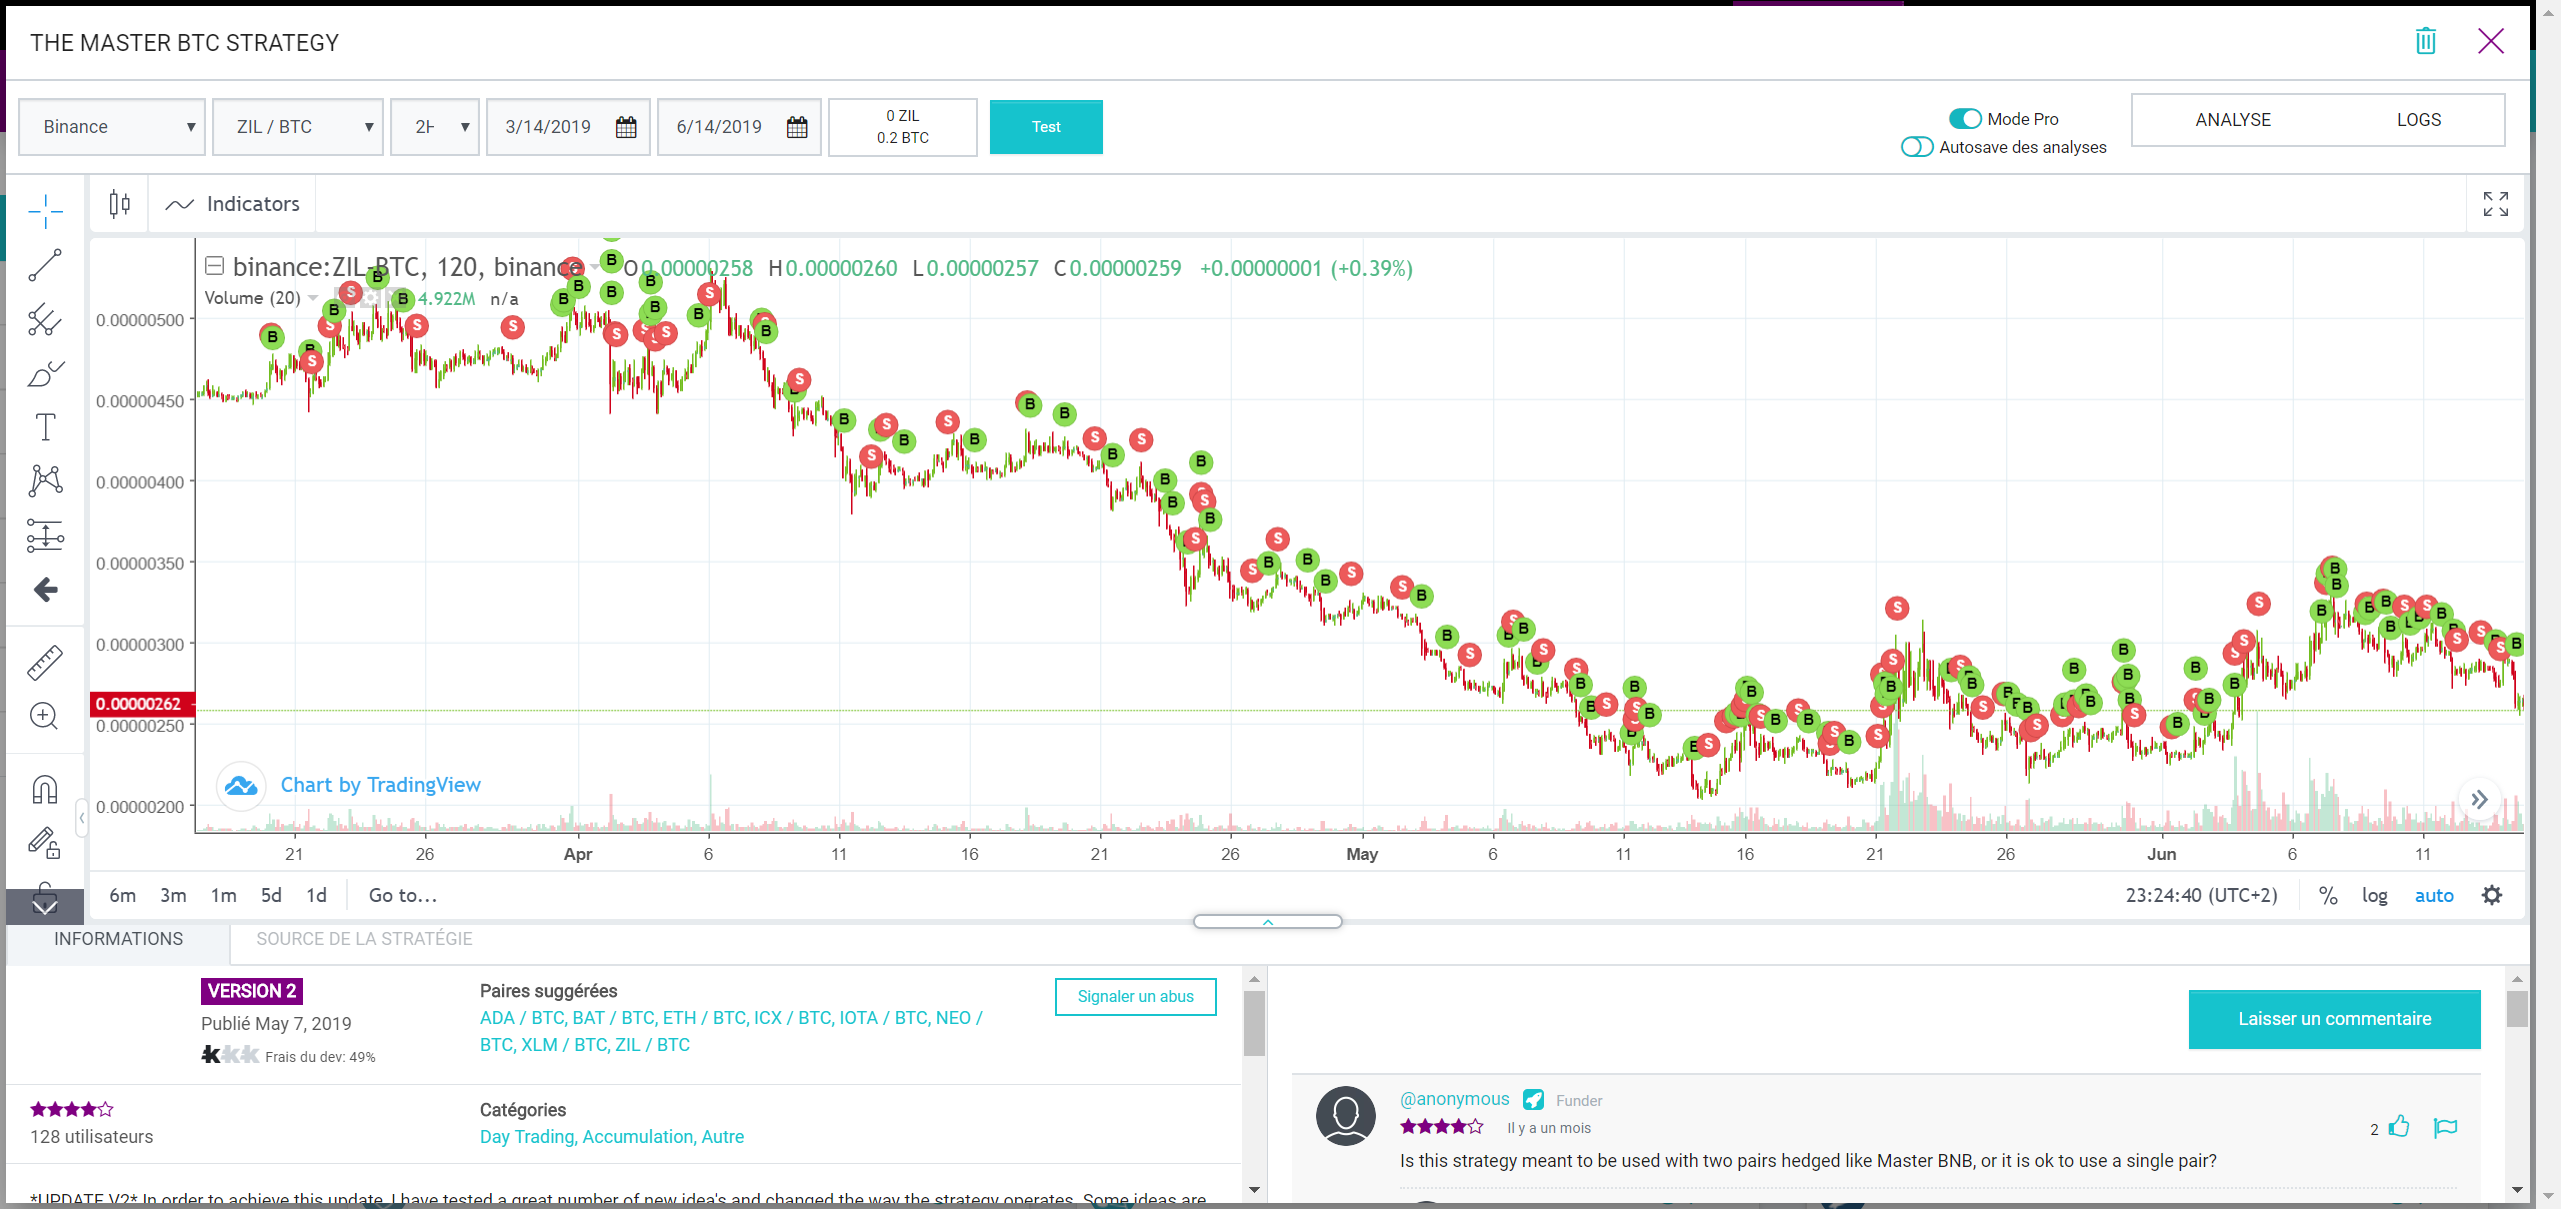 THE MASTER BTC STRATEGY
Binance ZIL / BTC 2H 3/14/2019 6/14/2019 0 ZIL
0.2 BTC
Test
Mode Pro
Autosave des analyses
ANALYSE LOGS
Indicators
binance:ZIL-BTC, 120, binance O0.00000258 H0.00000260 L0.00000257 C0.00000259 +0.00000001 (+0.39%)
Volume (20) 4.922M n/a
0.00000500
0.00000450
0.00000400
0.00000350
0.00000300
0.00000262
0.00000250
0.00000200
Chart by TradingView
21 26 Apr 6 11 16 21 26 May 6 11 16 21 26 Jun 6 11
6m 3m 1m 5d 1d Go to... 23:24:40 (UTC+2) % log auto
INFORMATIONS SOURCE DE LA STRATÉGIE
VERSION 2
Publié May 7, 2019
Frais du dev: 49%
Paires suggérées
ADA / BTC, BAT / BTC, ETH / BTC, ICX / BTC, IOTA / BTC, NEO /
BTC, XLM / BTC, ZIL / BTC
Signaler un abus
128 utilisateurs
Catégories
Day Trading, Accumulation, Autre
*UPDATE V2* In order to achieve this update, I have tested a great number of new idea's and changed the way the strategy operates. Some ideas are
Laisser un commentaire
@anonymous Funder
Il y a un mois
2
Is this strategy meant to be used with two pairs hedged like Master BNB, or it is ok to use a single pair?